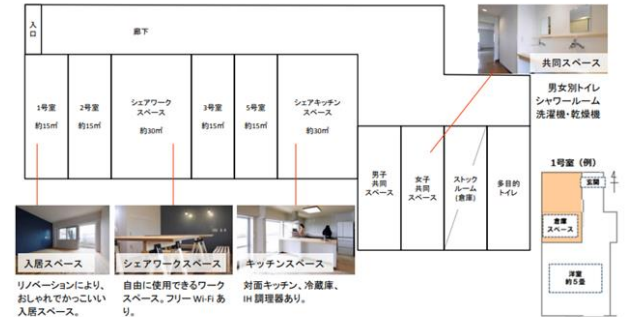 入口
廊下
1号室
約15㎡
2号室
約15㎡
シェアワーク
スペース
約30㎡
3号室
約15㎡
5号室
約15㎡
シェアキッチン
スペース
約30㎡
共同スペース
男女別トイレ
シャワールーム
洗濯機・乾燥機
男子
共同
スペース
女子
共同
スペース
ストック
ルーム
(倉庫)
多目的
トイレ
1号室（例）
玄関
倉庫
スペース
洋室
約5畳
入居スペース
リノベーションにより、
おしゃれでかっこいい
入居スペース。
シェアワークスペース
自由に使用できるワーク
スペース。フリーWi-Fiあ
り。
キッチンスペース
対面キッチン、冷蔵庫、
IH調理器あり。